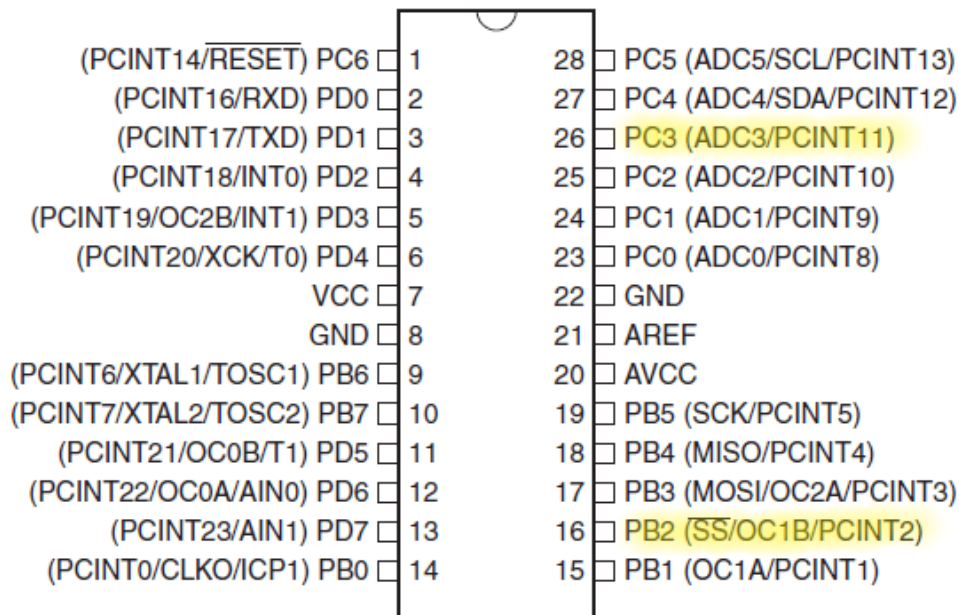 (PCINT14/RESET) PC6 1 28 PC5 (ADC5/SCL/PCINT13)
(PCINT16/RXD) PD0 2 27 PC4 (ADC4/SDA/PCINT12)
(PCINT17/TXD) PD1 3 26 PC3 (ADC3/PCINT11)
(PCINT18/INT0) PD2 4 25 PC2 (ADC2/PCINT10)
(PCINT19/OC2B/INT1) PD3 5 24 PC1 (ADC1/PCINT9)
(PCINT20/XCK/T0) PD4 6 23 PC0 (ADC0/PCINT8)
VCC 7 22 GND
GND 8 21 AREF
(PCINT6/XTAL1/TOSC1) PB6 9 20 AVCC
(PCINT7/XTAL2/TOSC2) PB7 10 19 PB5 (SCK/PCINT5)
(PCINT21/OC0B/T1) PD5 11 18 PB4 (MISO/PCINT4)
(PCINT22/OC0A/AIN0) PD6 12 17 PB3 (MOSI/OC2A/PCINT3)
(PCINT23/AIN1) PD7 13 16 PB2 (SS/OC1B/PCINT2)
(PCINT0/CLKO/ICP1) PB0 14 15 PB1 (OC1A/PCINT1)